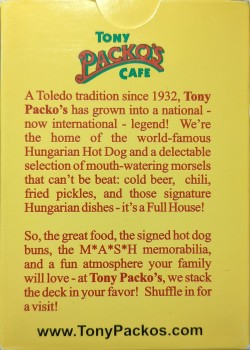 TONY
PACKO'S
CAFE
A Toledo tradition since 1932, Tony
Packo's has grown into a national -
now international - legend! We're
the home of the world-famous
Hungarian Hot Dog and a delectable
selection of mouth-watering morsels
that can't be beat: cold beer, chili,
fried pickles, and those signature
Hungarian dishes - it's a Full House!
So, the great food, the signed hot dog
buns, the M*A*S*H memorabilia,
and a fun atmosphere your family
will love - at Tony Packo's, we stack
the deck in your favor! Shuffle in for
a visit!
www.TonyPackos.com